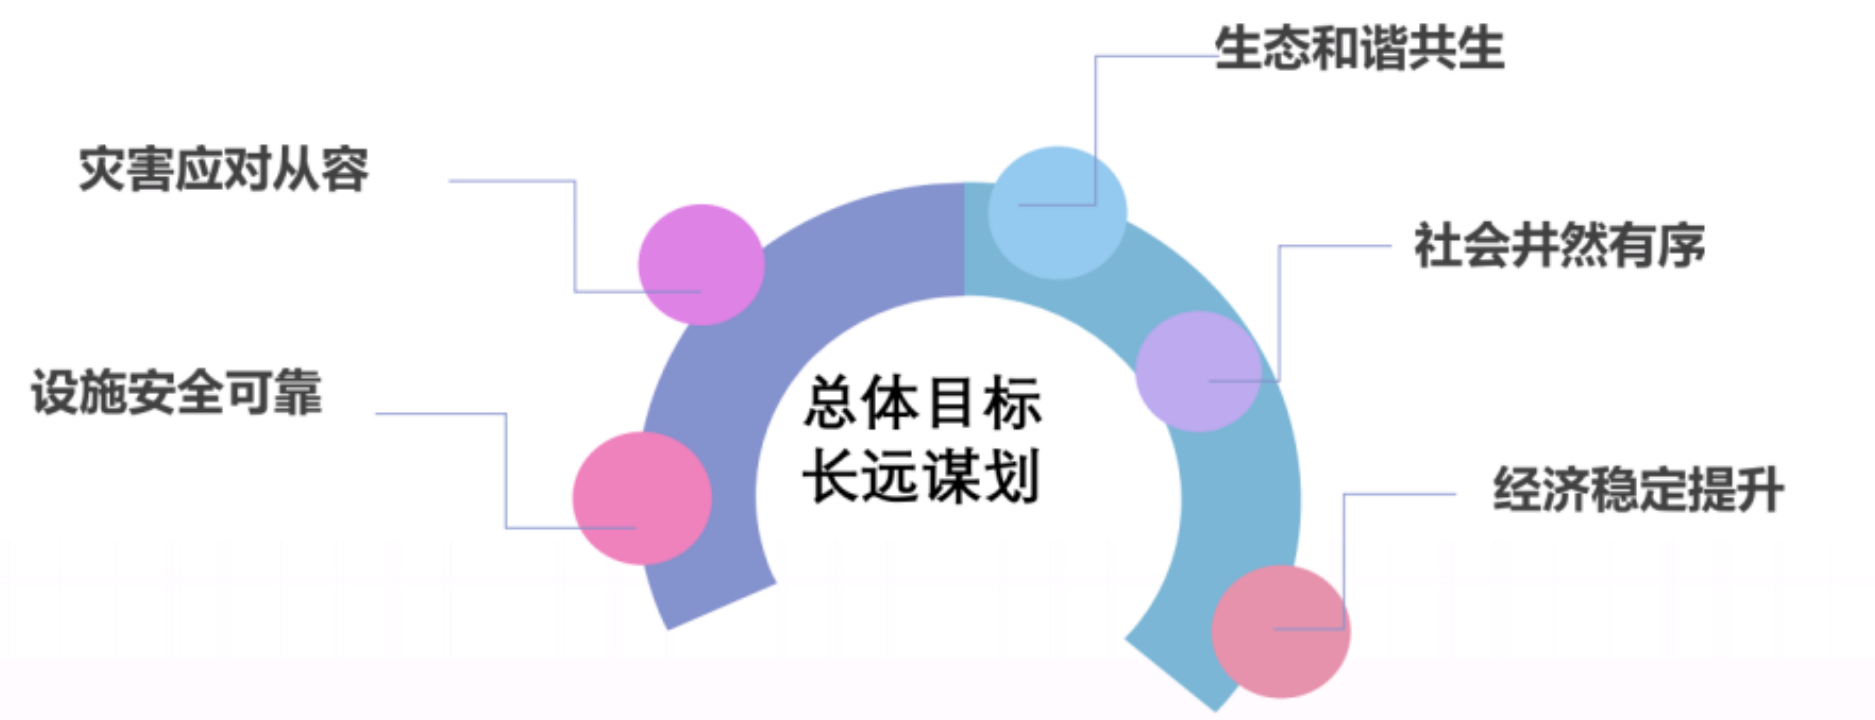 生态和谐共生
灾害应对从容
社会井然有序
设施安全可靠
总体目标
长远谋划
经济稳定提升